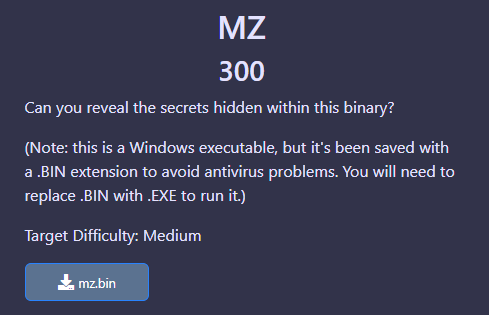 MZ
300
Can you reveal the secrets hidden within this binary?
(Note: this is a Windows executable, but it's been saved with
a .BIN extension to avoid antivirus problems. You will need to
replace .BIN with .EXE to run it.)
Target Difficulty: Medium
mz.bin